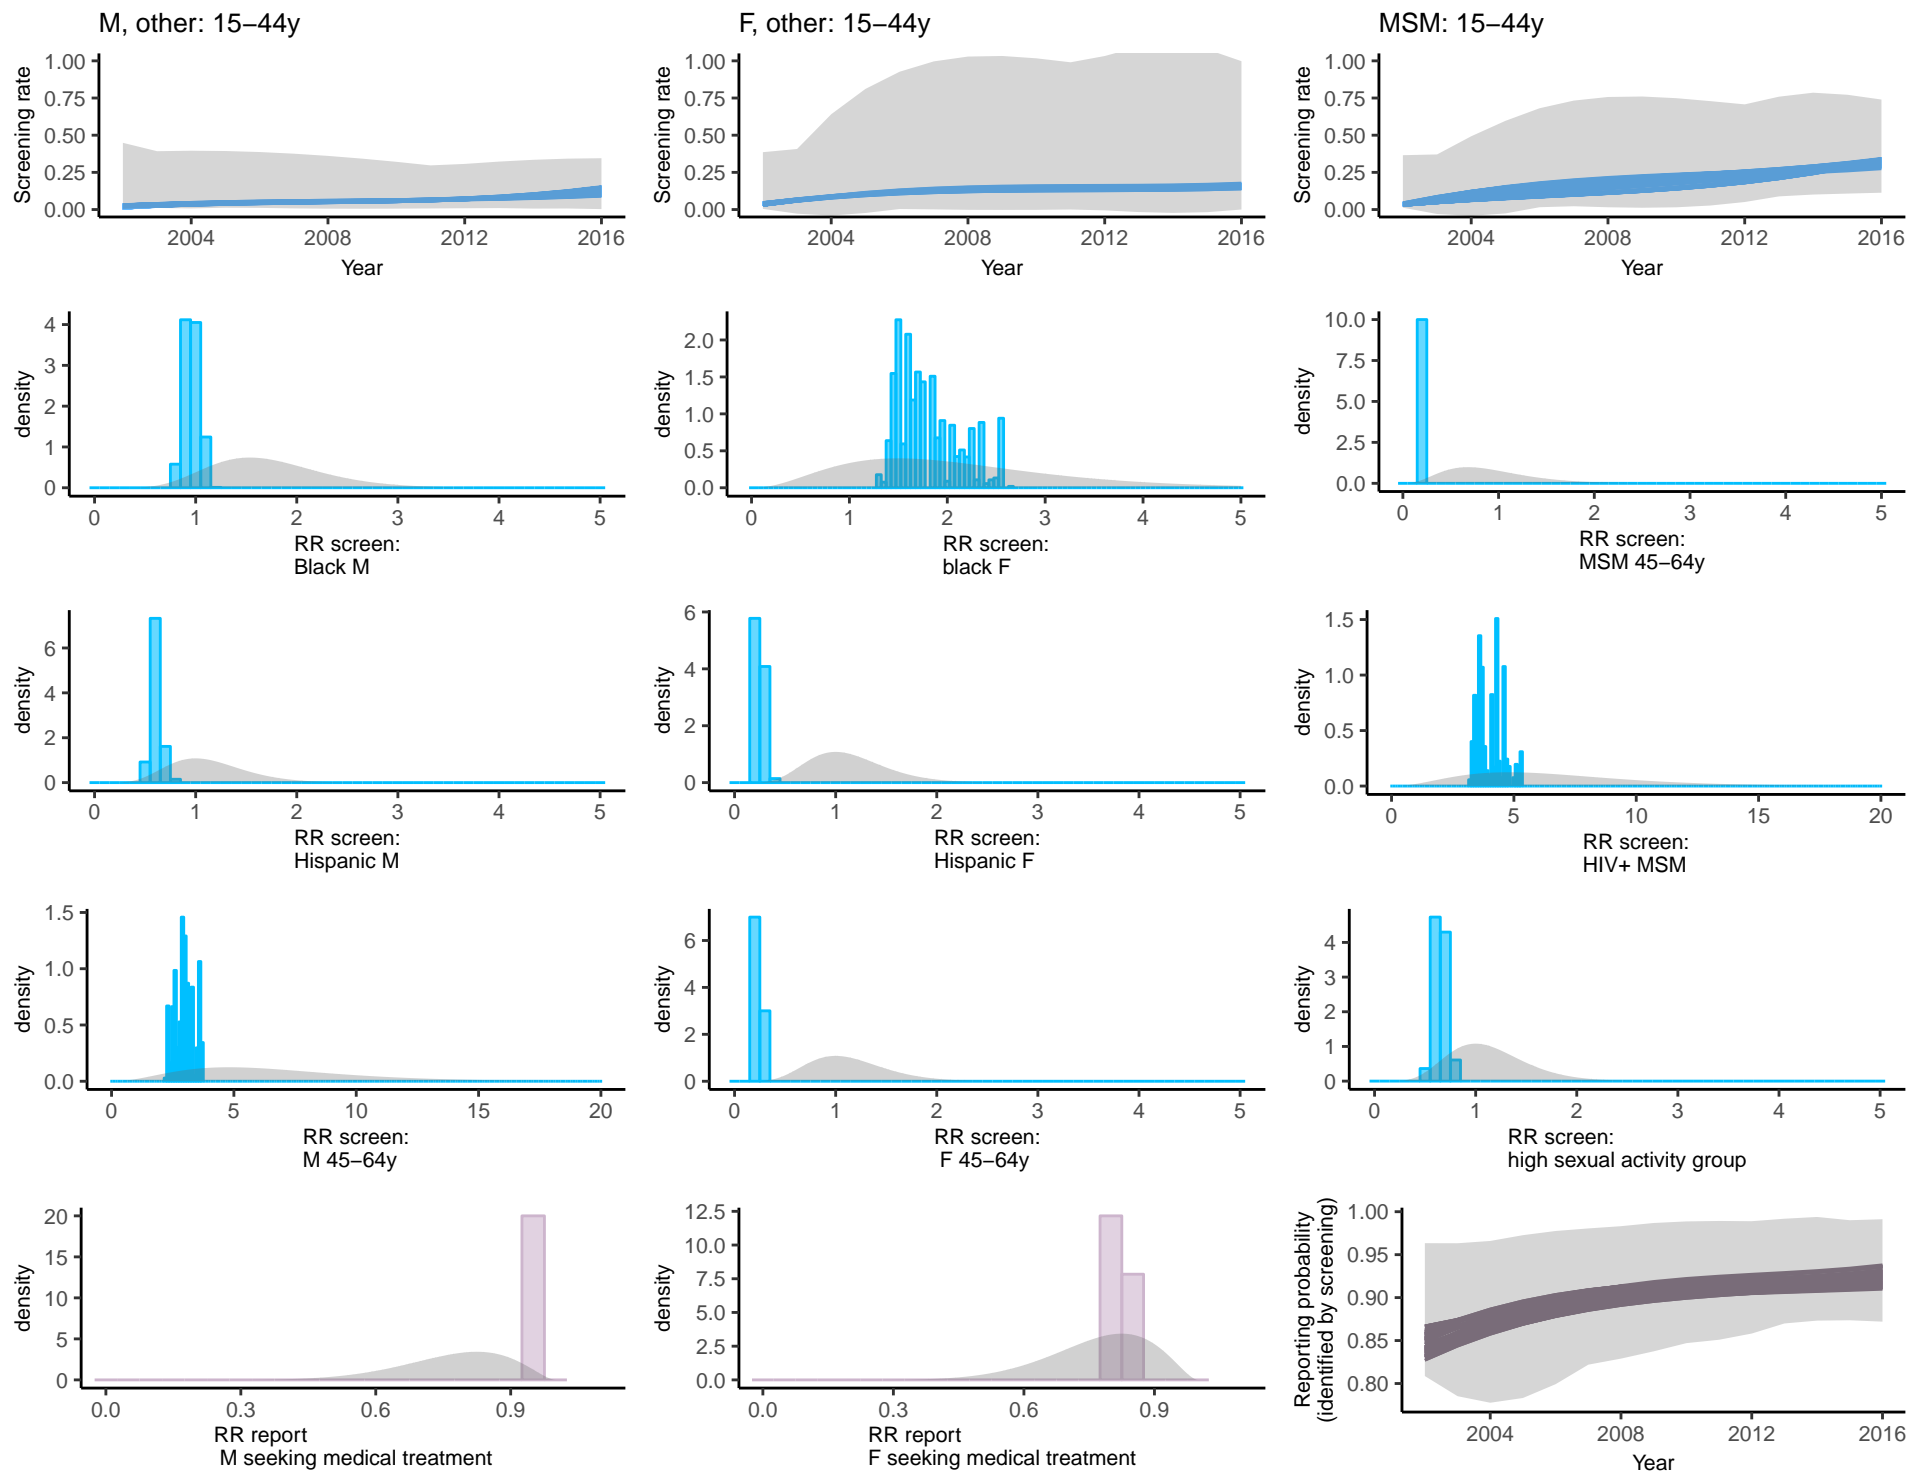 M, other: 15−44y
F, other: 15−44y
MSM: 15−44y
Screening rate
1.00
0.75
0.50
0.25
0.00
2004 2008 2012 2016
Year
Screening rate
1.00
0.75
0.50
0.25
0.00
2004 2008 2012 2016
Year
Screening rate
1.00
0.75
0.50
0.25
0.00
2004 2008 2012 2016
Year
density
4
3
2
1
0
0 1 2 3 4 5
RR screen:
Black M
density
2.0
1.5
1.0
0.5
0.0
0 1 2 3 4 5
RR screen:
black F
density
10.0
7.5
5.0
2.5
0.0
0 1 2 3 4 5
RR screen:
MSM 45−64y
density
6
4
2
0
0 1 2 3 4 5
RR screen:
Hispanic M
density
6
4
2
0
0 1 2 3 4 5
RR screen:
Hispanic F
density
1.5
1.0
0.5
0.0
0 5 10 15 20
RR screen:
HIV+ MSM
density
1.5
1.0
0.5
0.0
0 5 10 15 20
RR screen:
M 45−64y
density
6
4
2
0
0 1 2 3 4 5
RR screen:
F 45−64y
density
4
3
2
1
0
0 1 2 3 4 5
RR screen:
high sexual activity group
density
20
15
10
5
0
0.0 0.3 0.6 0.9
RR report
M seeking medical treatment
density
12.5
10.0
7.5
5.0
2.5
0.0
0.0 0.3 0.6 0.9
RR report
F seeking medical treatment
Reporting probability
(identified by screening)
1.00
0.95
0.90
0.85
0.80
2004 2008 2012 2016
Year